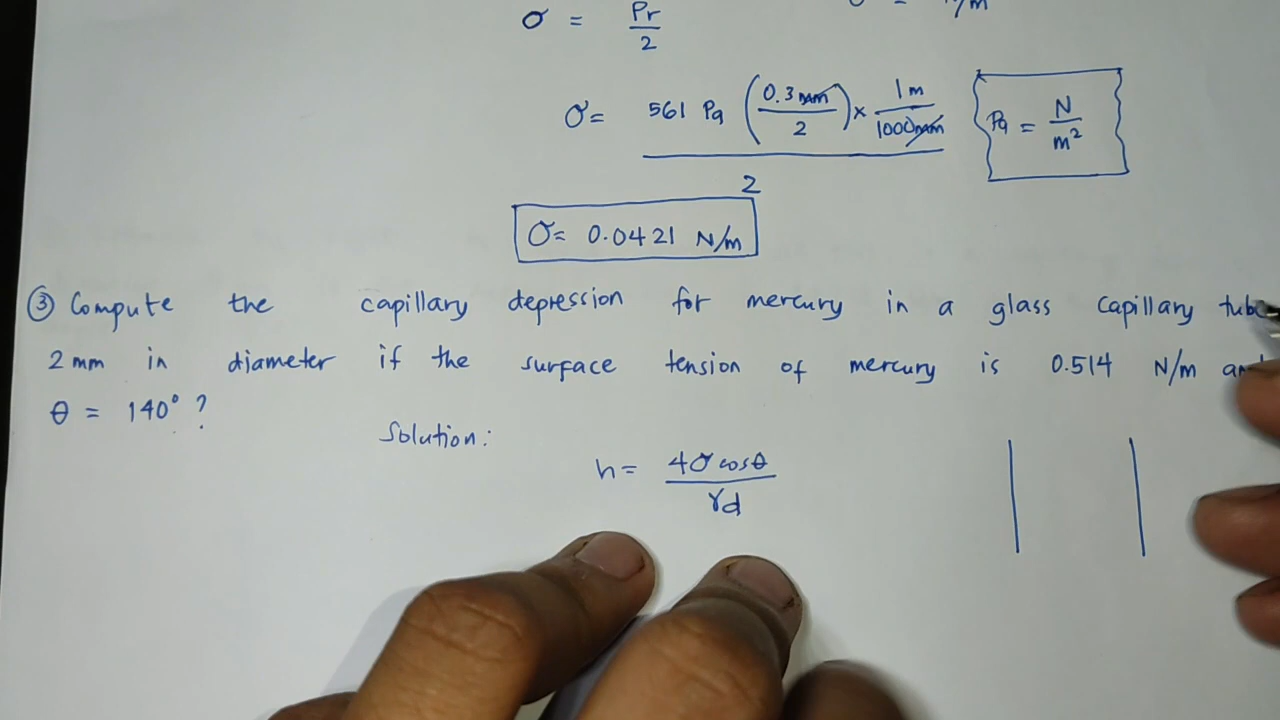 σ = Pr/2
σ = 561 Pa (0.3 mm/2) × 1 m/1000 mm / 2
Pa = N/m²
σ = 0.0421 N/m
③ Compute the capillary depression for mercury in a glass capillary tube
2 mm in diameter if the surface tension of mercury is 0.514 N/m
θ = 140° ?
Solution:
h = 4σ cosθ / γd